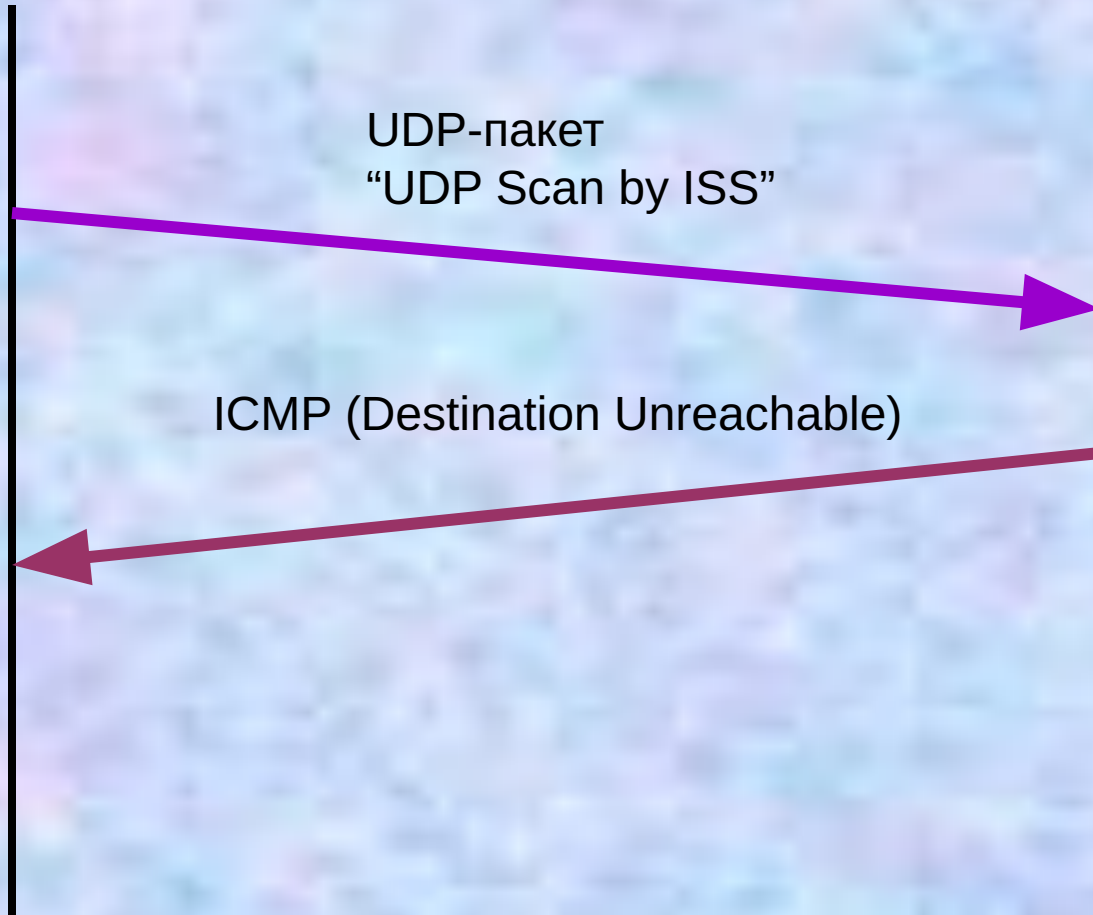 UDP-пакет
“UDP Scan by ISS”
ICMP (Destination Unreachable)